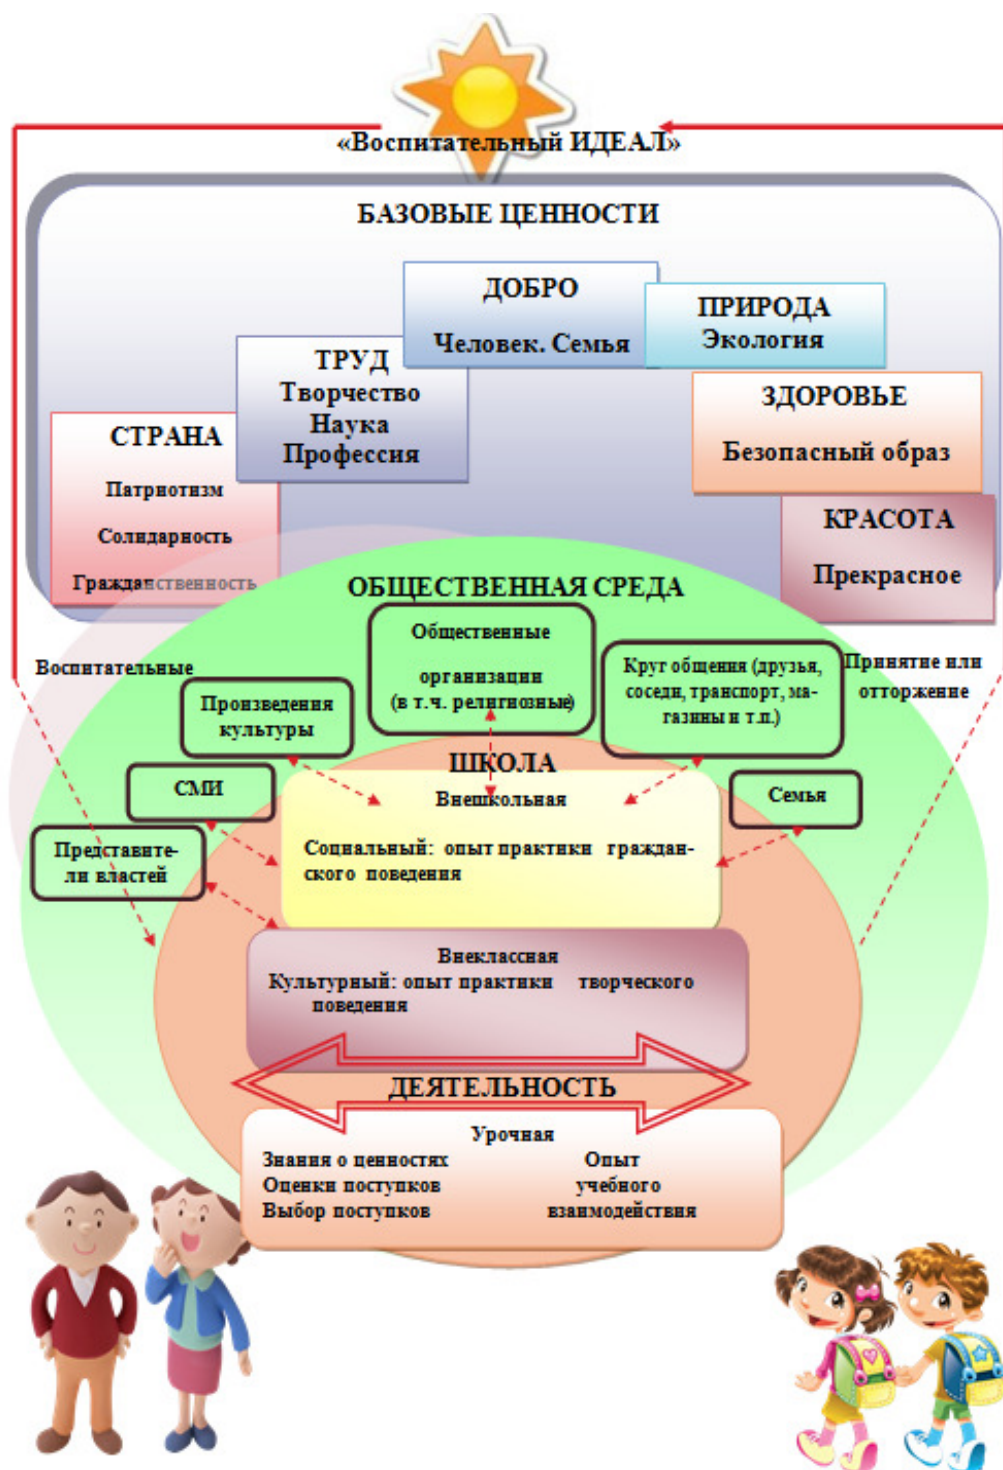 «Воспитательный ИДЕАЛ»
БАЗОВЫЕ ЦЕННОСТИ
ДОБРО
Человек. Семья
ПРИРОДА
Экология
ТРУД
Творчество
Наука
Профессия
ЗДОРОВЬЕ
Безопасный образ
СТРАНА
Патриотизм
Солидарность
Гражданственность
КРАСОТА
Прекрасное
ОБЩЕСТВЕННАЯ СРЕДА
Воспитательные
Принятие или
отторжение
Общественные
организации
(в т.ч. религиозные)
Круг общения (друзья,
соседи, транспорт, ма-
газины и т.п.)
Произведения
культуры
СМИ
Семья
Представите-
ли властей
ШКОЛА
Внешкольная
Социальный: опыт практики граждан-
ского поведения
Внеклассная
Культурный: опыт практики творческого
поведения
ДЕЯТЕЛЬНОСТЬ
Урочная
Знания о ценностях
Оценки поступков
Выбор поступков
Опыт
учебного
взаимодействия